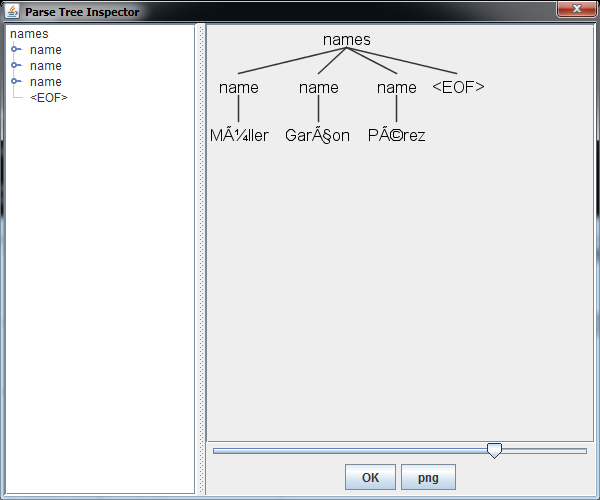 Parse Tree Inspector
names
name
name
name
<EOF>
names
name name name <EOF>
MÃ¼ller GarÃ§on PÃ©rez
OK png